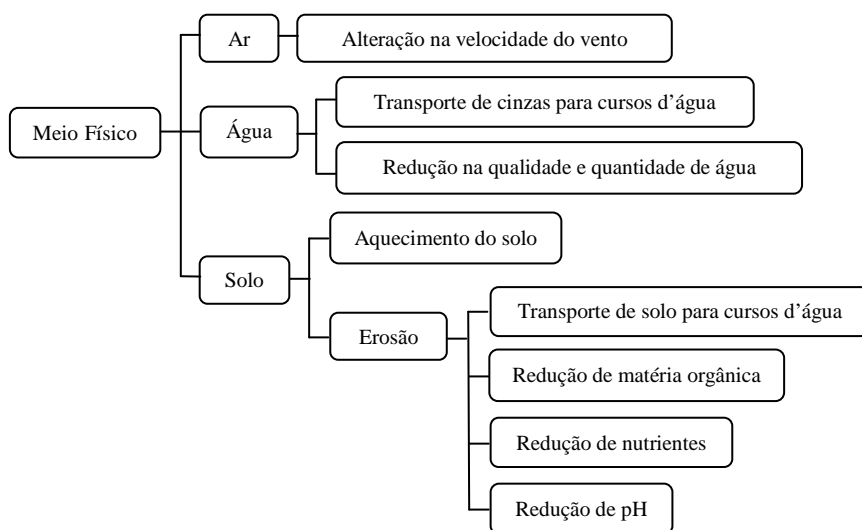 Ar
Alteração na velocidade do vento
Transporte de cinzas para cursos d’água
Meio Físico
Água
Redução na qualidade e quantidade de água
Aquecimento do solo
Solo
Transporte de solo para cursos d’água
Erosão
Redução de matéria orgânica
Redução de nutrientes
Redução de pH